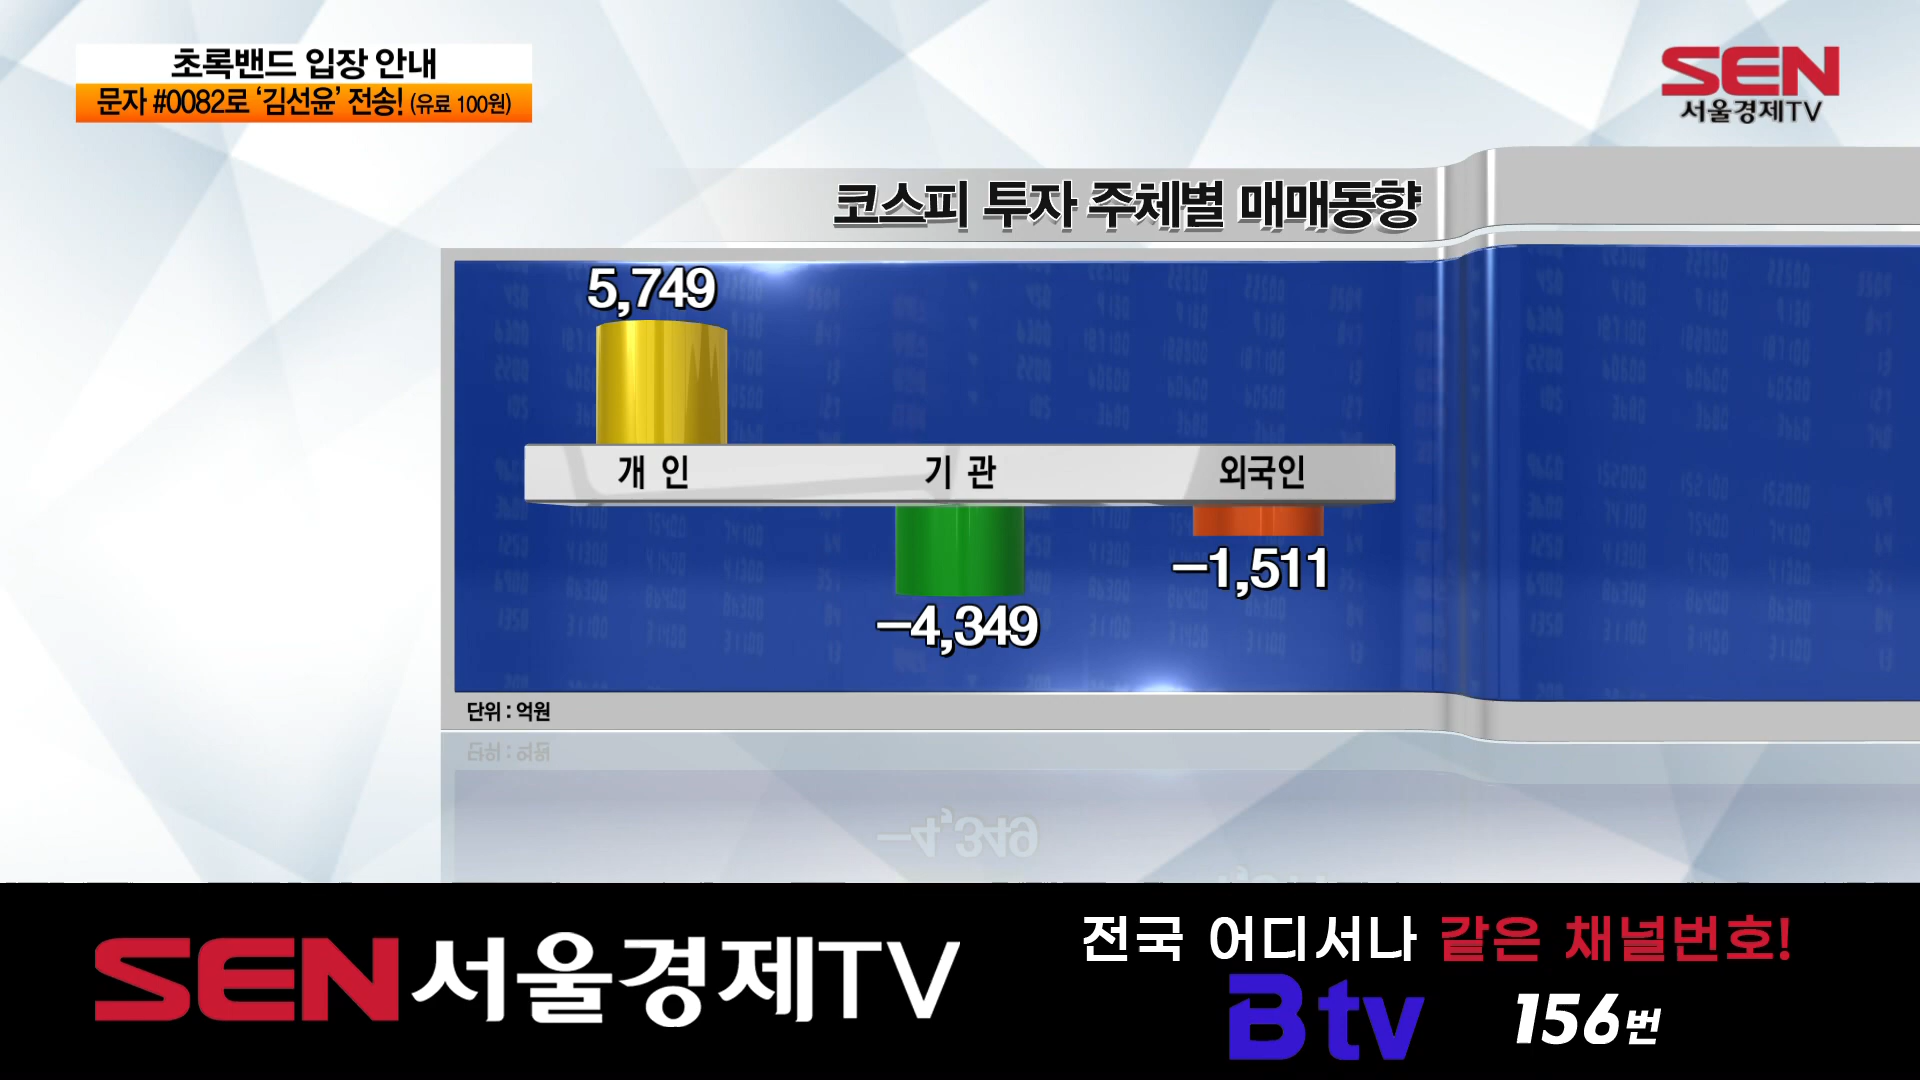 초록밴드 입장 안내
문자 #0082로 ‘김선윤’ 전송! (유료 100원)
SEN
서울경제TV
코스피 투자 주체별 매매동향
5,749
개 인
기 관
외국인
-4,349
-1,511
단위 : 억원
SEN서울경제TV
전국 어디서나 같은 채널번호!
B tv
156번